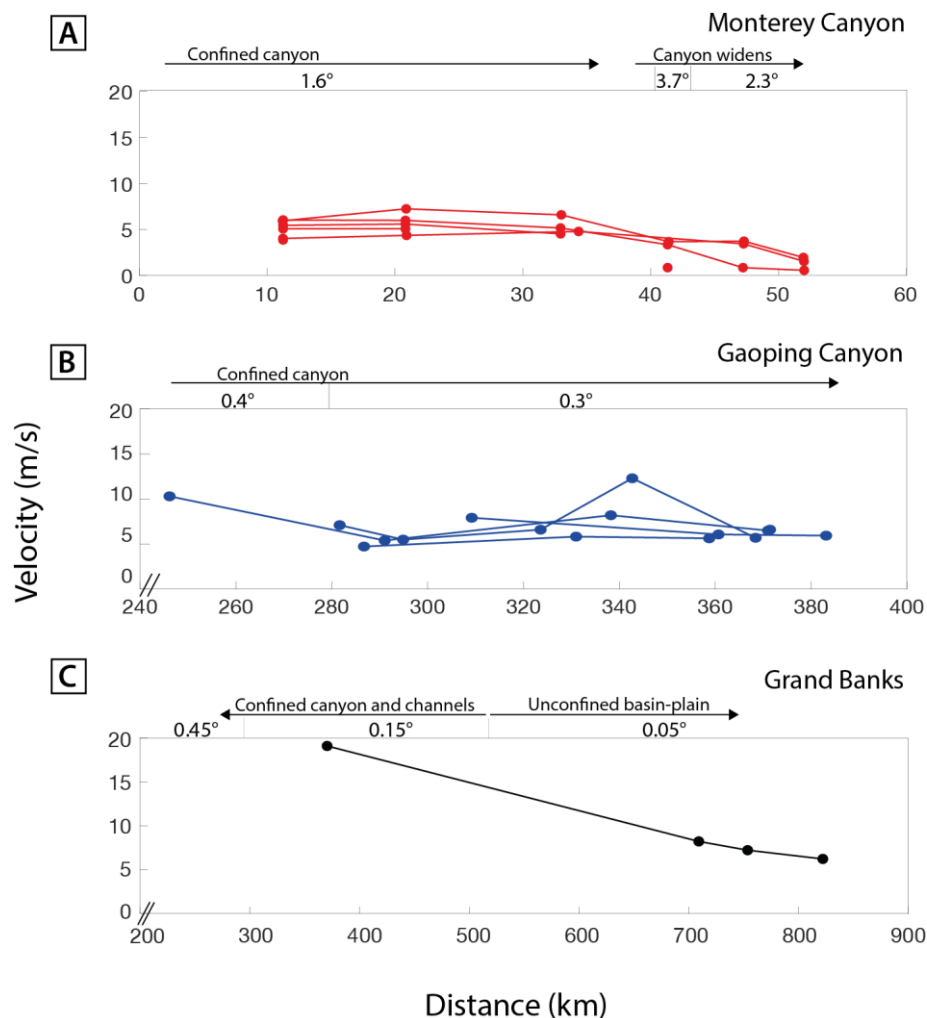 A
Monterey Canyon
Confined canyon
Canyon widens
1.6°
3.7°
2.3°
20
15
10
5
0
0 10 20 30 40 50 60
B
Gaoping Canyon
Confined canyon
0.4°
0.3°
20
15
10
5
0
240 260 280 300 320 340 360 380 400
C
Grand Banks
Confined canyon and channels
Unconfined basin-plain
0.45°
0.15°
0.05°
20
15
10
5
0
200 300 400 500 600 700 800 900
Velocity (m/s)
Distance (km)